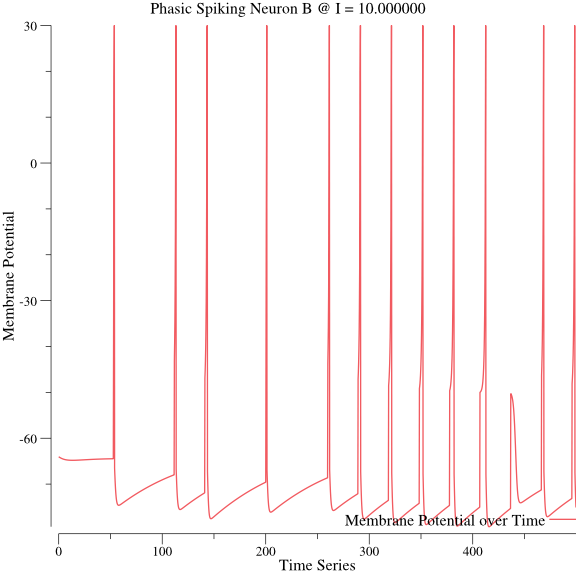 Phasic Spiking Neuron B @ I = 10.000000
30
0
-30
-60
Membrane Potential
Membrane Potential over Time
0
100
200
300
400
Time Series